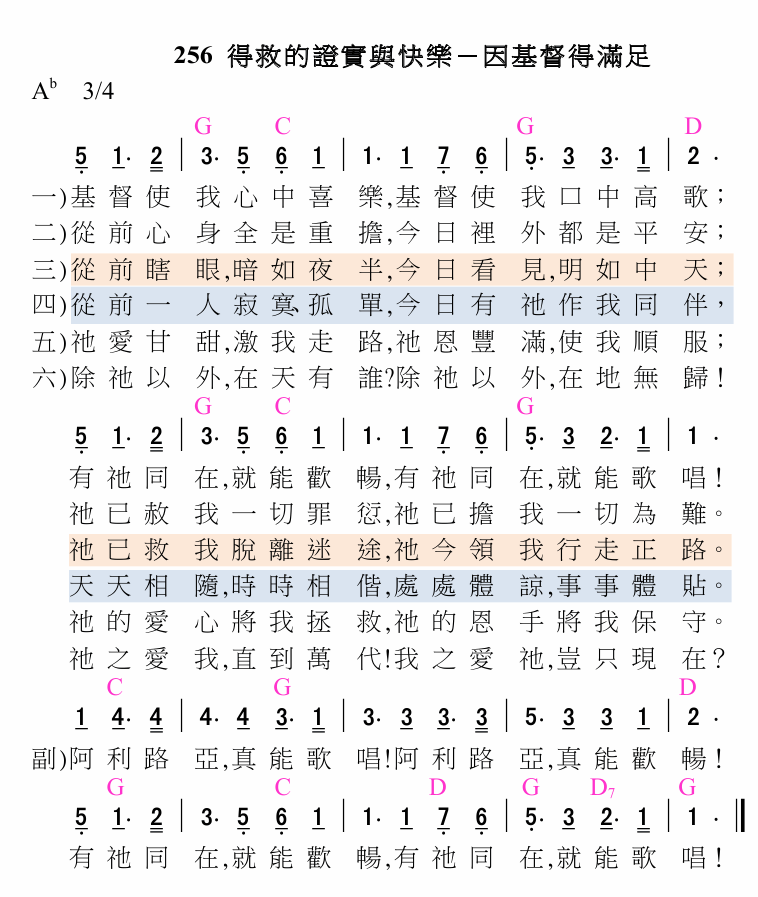 256 得救的證實與快樂－因基督得滿足
Ab 3/4
G C G D
5 1· 2 | 3· 5 6 1 | 1· 1 7 6 | 5· 3 3· 1 | 2 ·
一)基督使 我心中喜 樂,基督使 我口中高 歌；
二)從前心 身全是重 擔,今日裡 外都是平 安；
三)從前瞎 眼,暗如夜 半,今日看 見,明如中 天；
四)從前一 人寂寞、孤 單,今日有 祂作我同 伴，
五)祂愛甘 甜,激我走 路,祂恩豐 滿,使我順 服；
六)除祂以 外,在天有 誰?除祂以 外,在地無 歸！
G C G
5 1· 2 | 3· 5 6 1 | 1· 1 7 6 | 5· 3 2· 1 | 1 ·
有祂同 在,就能歡 暢,有祂同 在,就能歌 唱！
祂已赦 我一切罪 愆,祂已擔 我一切為 難。
祂已救 我脫離迷 途,祂今領 我行走正 路。
天天相 隨,時時相 偕,處處體 諒,事事體 貼。
祂的愛 心將我拯 救,祂的恩 手將我保 守。
祂之愛 我,直到萬 代!我之愛 祂,豈只現 在？
C G D
1 4· 4 | 4· 4 3· 1 | 3· 3 3· 3 | 5· 3 3 1 | 2 ·
副)阿利路 亞,真能歌 唱!阿利路 亞,真能歡 暢！
G C D G D7 G
5 1· 2 | 3· 5 6 1 | 1· 1 7 6 | 5· 3 2· 1 | 1 · ‖
有祂同 在,就能歡 暢,有祂同 在,就能歌 唱！